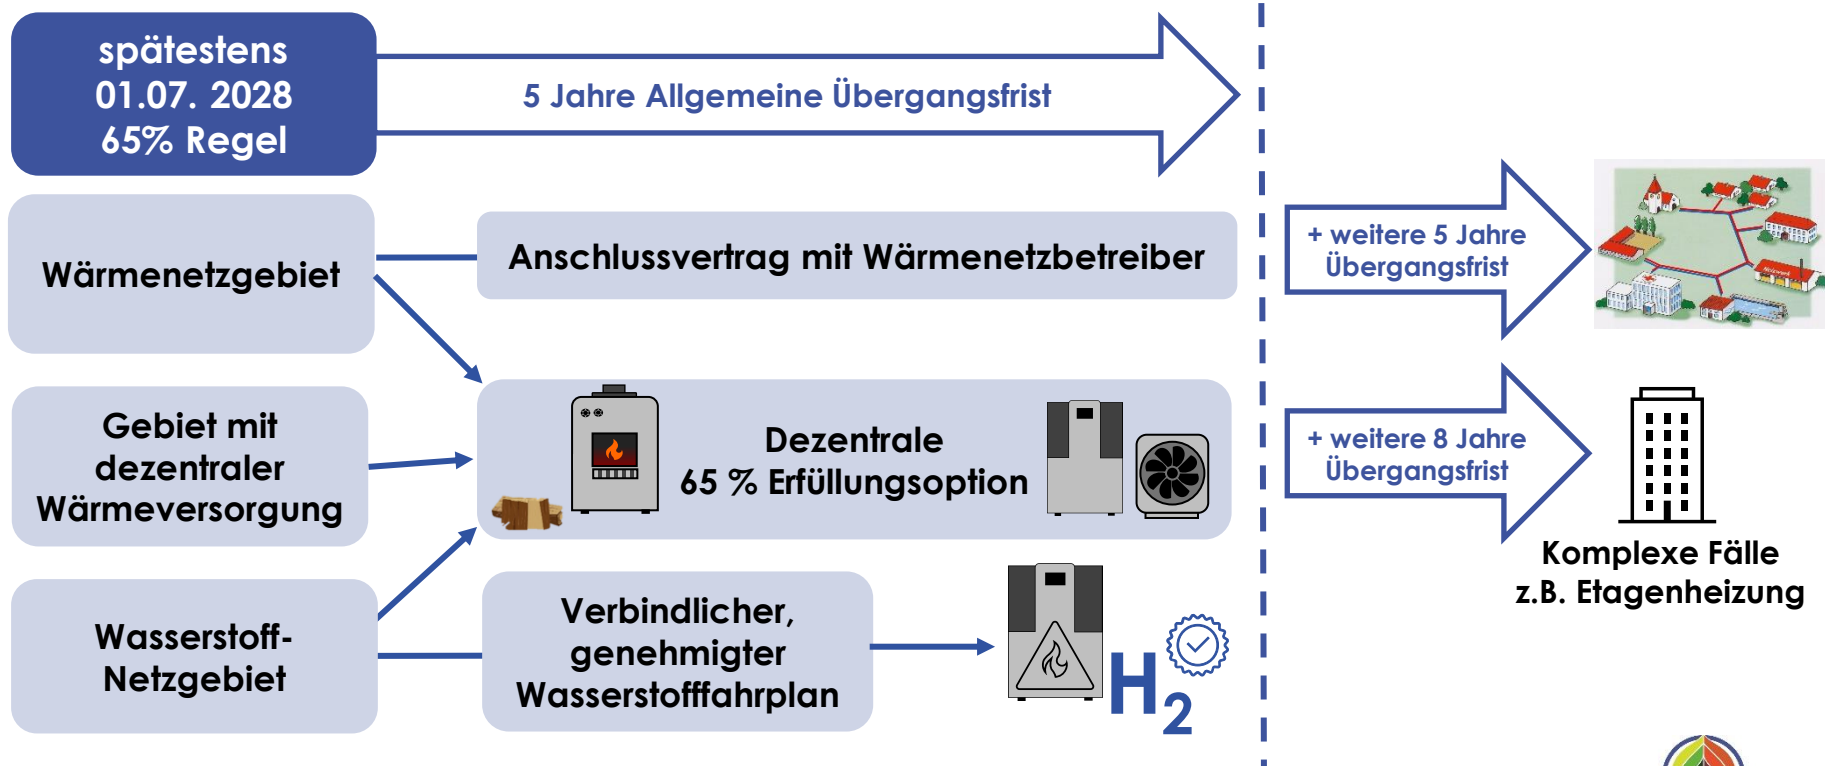 spätestens
01.07. 2028
65% Regel
5 Jahre Allgemeine Übergangsfrist
Wärmenetzgebiet
Anschlussvertrag mit Wärmenetzbetreiber
+ weitere 5 Jahre
Übergangsfrist
Gebiet mit
dezentraler
Wärmeversorgung
Dezentrale
65 % Erfüllungsoption
+ weitere 8 Jahre
Übergangsfrist
Komplexe Fälle
z.B. Etagenheizung
Wasserstoff-
Netzgebiet
Verbindlicher,
genehmigter
Wasserstofffahrplan
H2